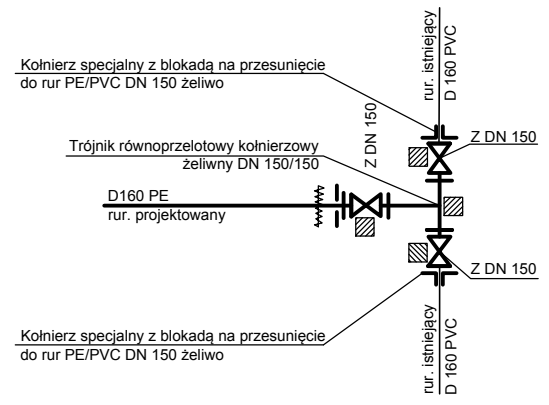 Kołnierz specjalny z blokadą na przesunięcie
do rur PE/PVC DN 150 żeliwo
rur. istniejący
D 160 PVC
Z DN 150
Z DN 150
Trójnik równoprzelotowy kołnierzowy
żeliwny DN 150/150
D160 PE
rur. projektowany
Z DN 150
Kołnierz specjalny z blokadą na przesunięcie
do rur PE/PVC DN 150 żeliwo
rur. istniejący
D 160 PVC